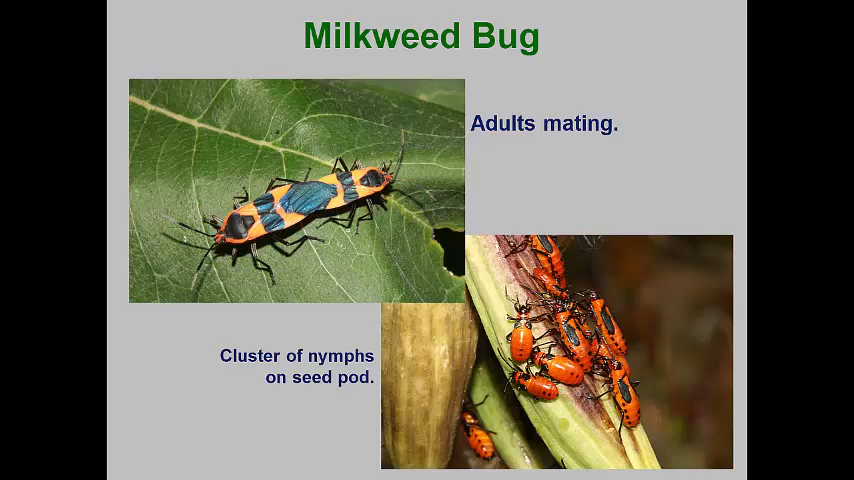 Milkweed Bug
Adults mating.
Cluster of nymphs
on seed pod.